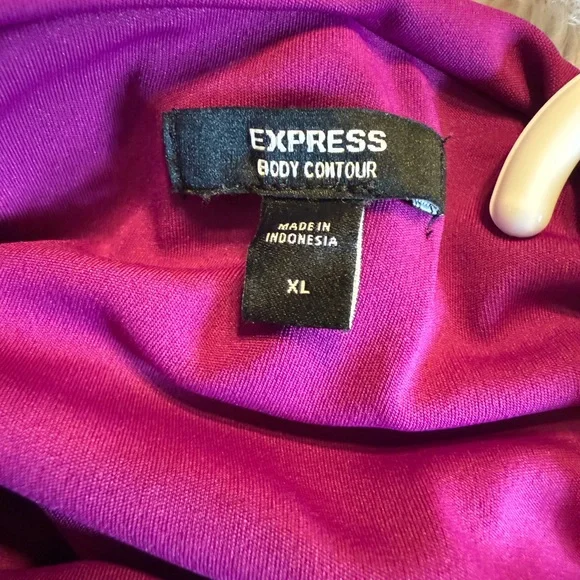 EXPRESS
BODY CONTOUR
MADE IN
INDONESIA
XL